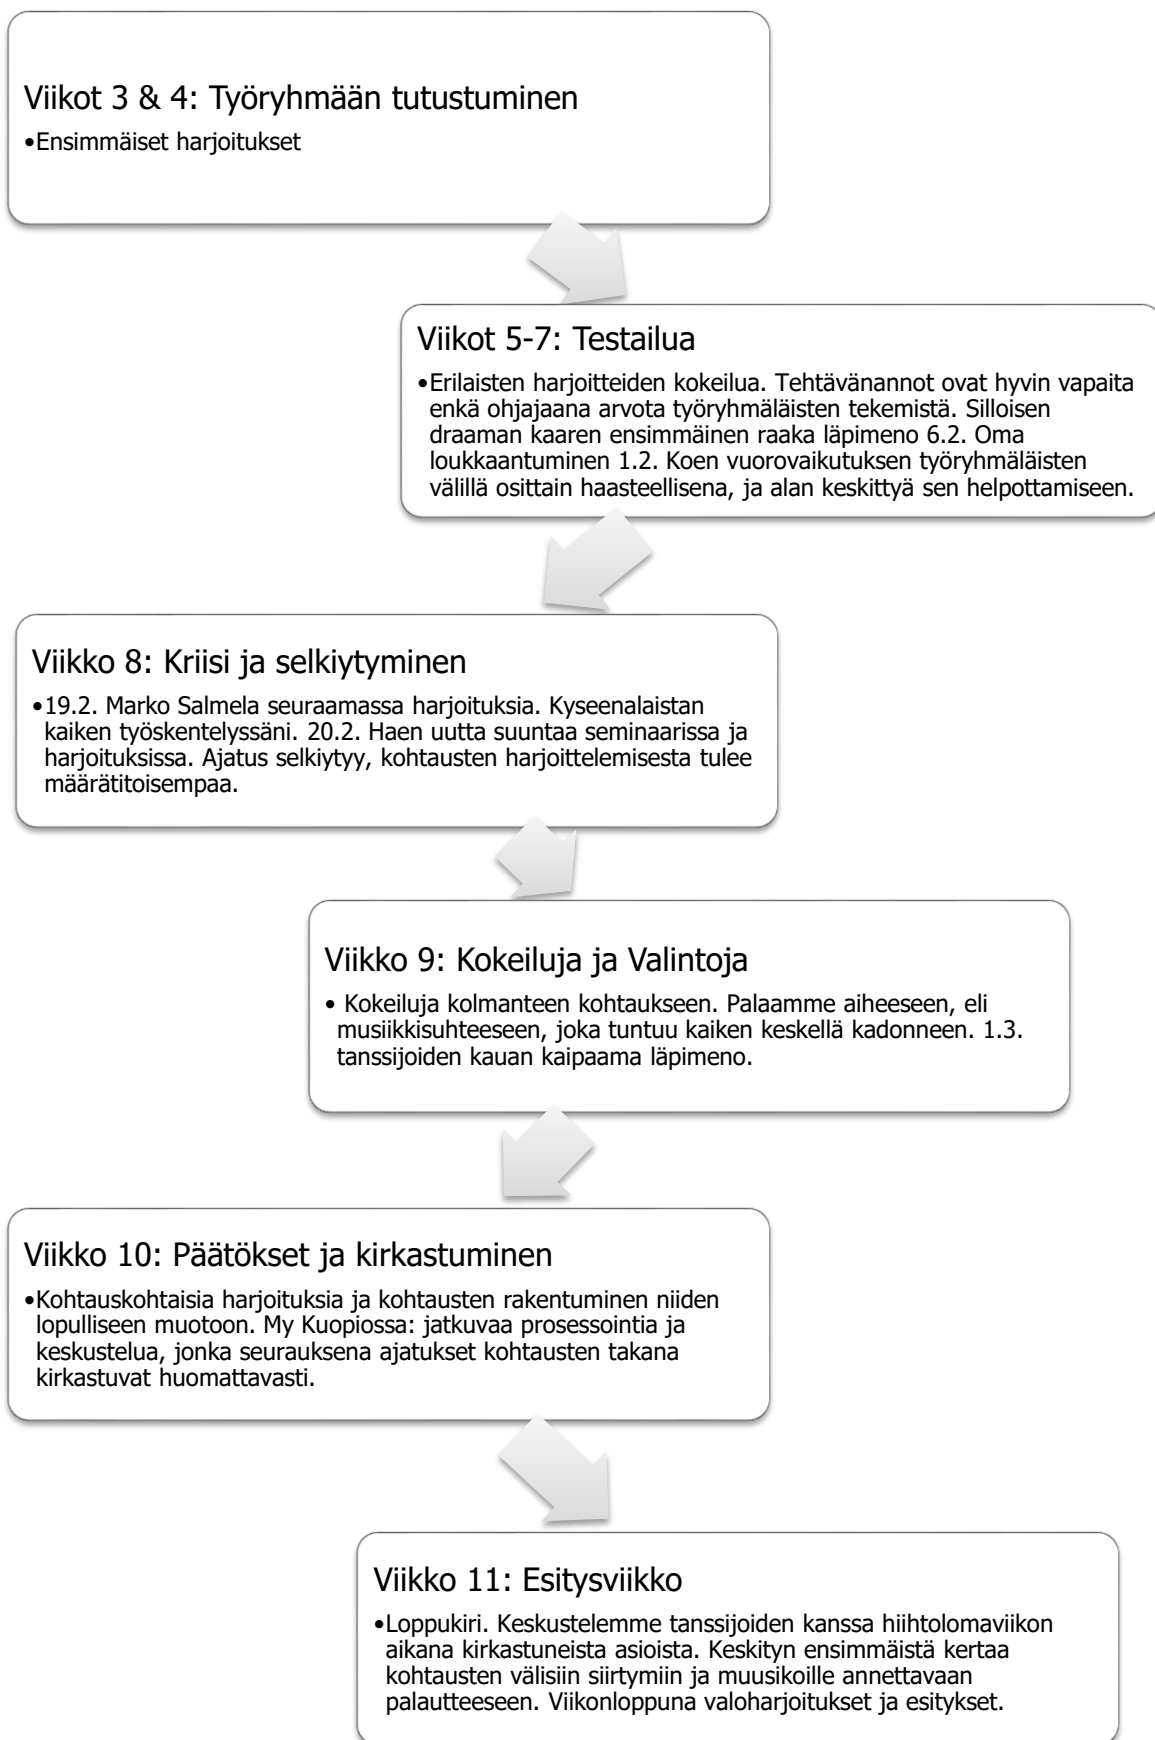 Viikot 3 & 4: Työryhmään tutustuminen
•Ensimmäiset harjoitukset
Viikot 5-7: Testailua
•Erilaisten harjoitteiden kokeilua. Tehtävänannot ovat hyvin vapaita
enkä ohjajaana arvota työryhmäläisten tekemistä. Silloisen
draaman kaaren ensimmäinen raaka läpimeno 6.2. Oma
loukkaantuminen 1.2. Koen vuorovaikutuksen työryhmäläisten
välillä osittain haasteellisena, ja alan keskittyä sen helpottamiseen.
Viikko 8: Kriisi ja selkiytyminen
•19.2. Marko Salmela seuraamassa harjoituksia. Kyseenalaistan
kaiken työskentelyssäni. 20.2. Haen uutta suuntaa seminaarissa ja
harjoituksissa. Ajatus selkiytyy, kohtausten harjoittelemisesta tulee
määrätitoisempaa.
Viikko 9: Kokeiluja ja Valintoja
• Kokeiluja kolmanteen kohtaukseen. Palaamme aiheeseen, eli
musiikkisuhteeseen, joka tuntuu kaiken keskellä kadonneen. 1.3.
tanssijoiden kauan kaipaama läpimeno.
Viikko 10: Päätökset ja kirkastuminen
•Kohtauskohtaisia harjoituksia ja kohtausten rakentuminen niiden
lopulliseen muotoon. My Kuopiossa: jatkuvaa prosessointia ja
keskustelua, jonka seurauksena ajatukset kohtausten takana
kirkastuvat huomattavasti.
Viikko 11: Esitysviikko
•Loppukiri. Keskustelemme tanssijoiden kanssa hiihtolomaviikon
aikana kirkastuneista asioista. Keskityn ensimmäistä kertaa
kohtausten välisiin siirtymiin ja muusikoille annettavaan
palautteeseen. Viikonloppuna valoharjoitukset ja esitykset.